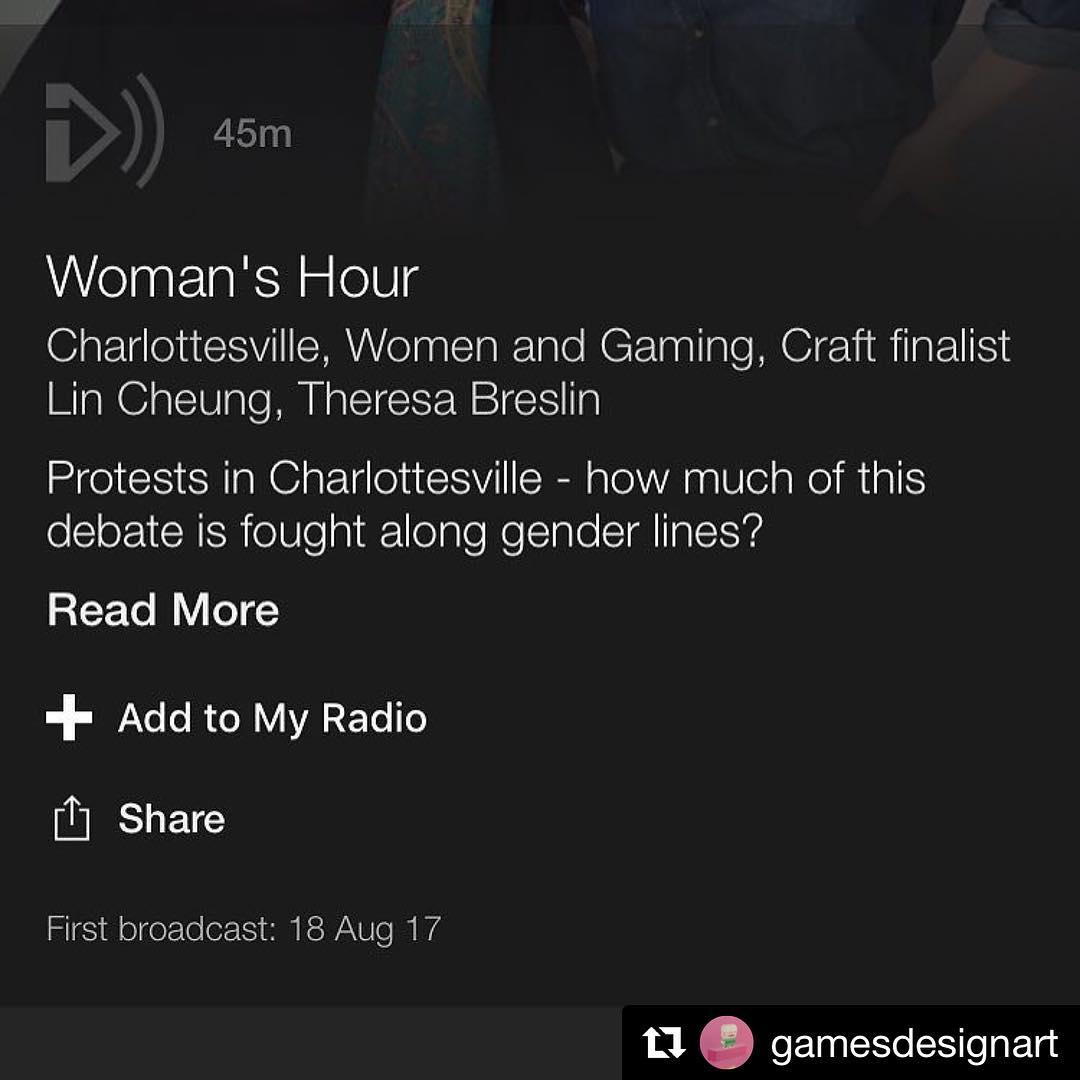 45m
Woman's Hour
Charlottesville, Women and Gaming, Craft finalist
Lin Cheung, Theresa Breslin
Protests in Charlottesville - how much of this
debate is fought along gender lines?
Read More
Add to My Radio
Share
First broadcast: 18 Aug 17
gamesdesignart